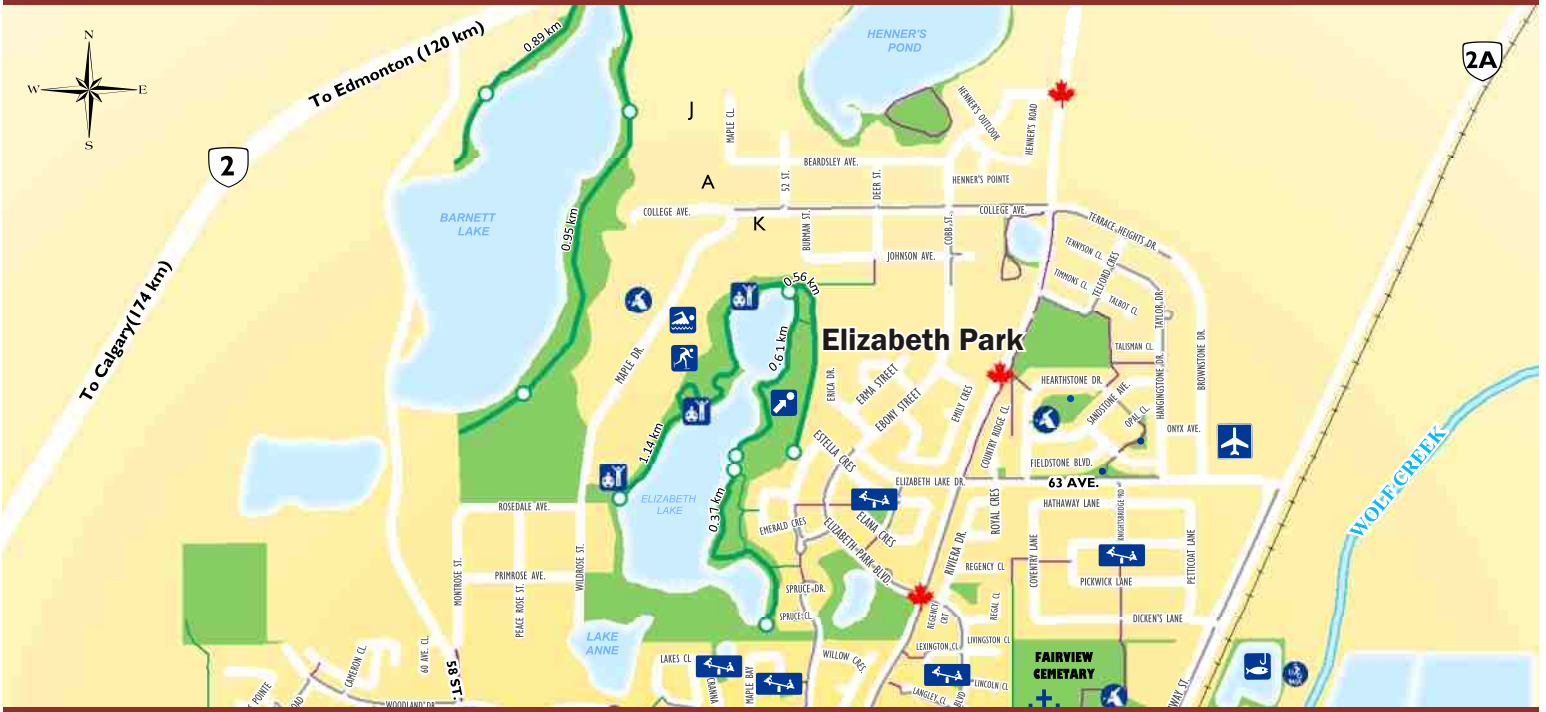 N
W
E
S
To Edmonton (120 km)
2
To Calgary(174 km)
0.89 km
0.95 km
BARNETT
LAKE
HENNER'S
POND
J
A
K
MAPLE CL.
BEARDSLEY AVE.
52 ST.
DEER ST.
HENNER'S OUTLOOK
HENNER'S ROAD
HENNER'S POINTE
2A
COLLEGE AVE.
COLLEGE AVE.
BURMAN ST.
COBB ST.
JOHNSON AVE.
TERRACE HEIGHTS DR.
TENNYSON CL.
TELFORD CRES
TIMMONS CL.
TALBOT CL.
TAYLOR DR.
TALISMAN CL.
0.56 km
0.61 km
Elizabeth Park
MAPLE DR.
ERICA DR.
ERMA STREET
EBONY STREET
EMILY CRES
COUNTRY RIDGE CL.
HEARTHSTONE DR.
SANDSTONE AVE.
OPAL CL.
HANGINGSTONE DR.
BROWNSTONE DR.
ONYX AVE.
FIELDSTONE BLVD.
63 AVE.
1.14 km
0.37 km
ELIZABETH
LAKE
ESTELLA CRES
ELIZABETH LAKE DR.
EMERALD CRES
ELANA CRES
ELIZABETH PARK BLVD.
RIVIERA DR.
ROYAL CRES
HATHAWAY LANE
KNIGHTSBRIDGE RD
COVENTRY LANE
PETTICOAT LANE
PICKWICK LANE
DICKEN'S LANE
WOLF CREEK
ROSEDALE AVE.
MONTROSE ST.
PRIMROSE AVE.
PEACE ROSE ST.
WILDROSE ST.
SPRUCE DR.
SPRUCE CL.
REGENCY CL
REGENCY
CRT
REGAL CL
LAKE
ANNE
LAKES CL
MAPLE BAY
WILLOW CRES.
LEXINGTON CL
LIVINGSTON CL
LINCOLN CL
LANGLEY CL
BLVD
FAIRVIEW
CEMETARY
CAMERON CL.
60 AVE. CL.
58 ST.
POINTE
WOODLAND DR.